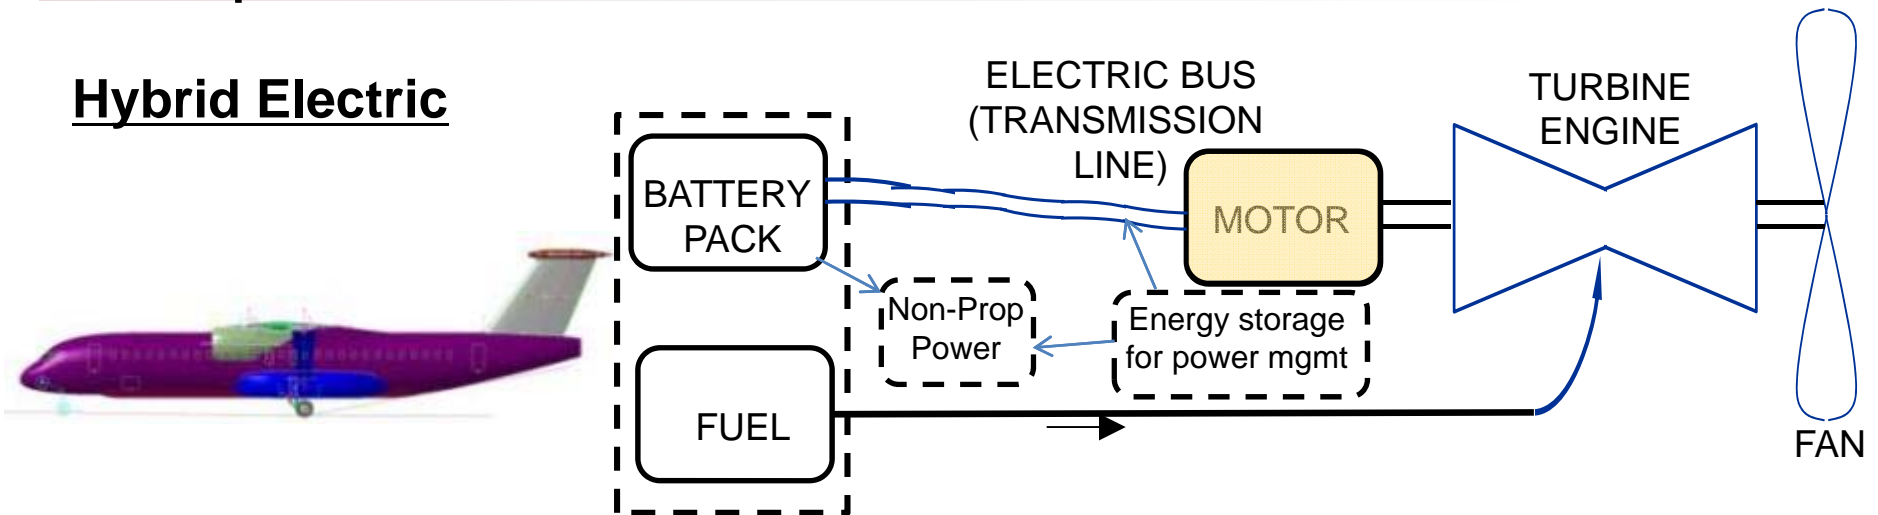 Hybrid Electric
ELECTRIC BUS
(TRANSMISSION
LINE)
TURBINE
ENGINE
BATTERY
PACK
MOTOR
Non-Prop
Power
Energy storage
for power mgmt
FUEL
FAN